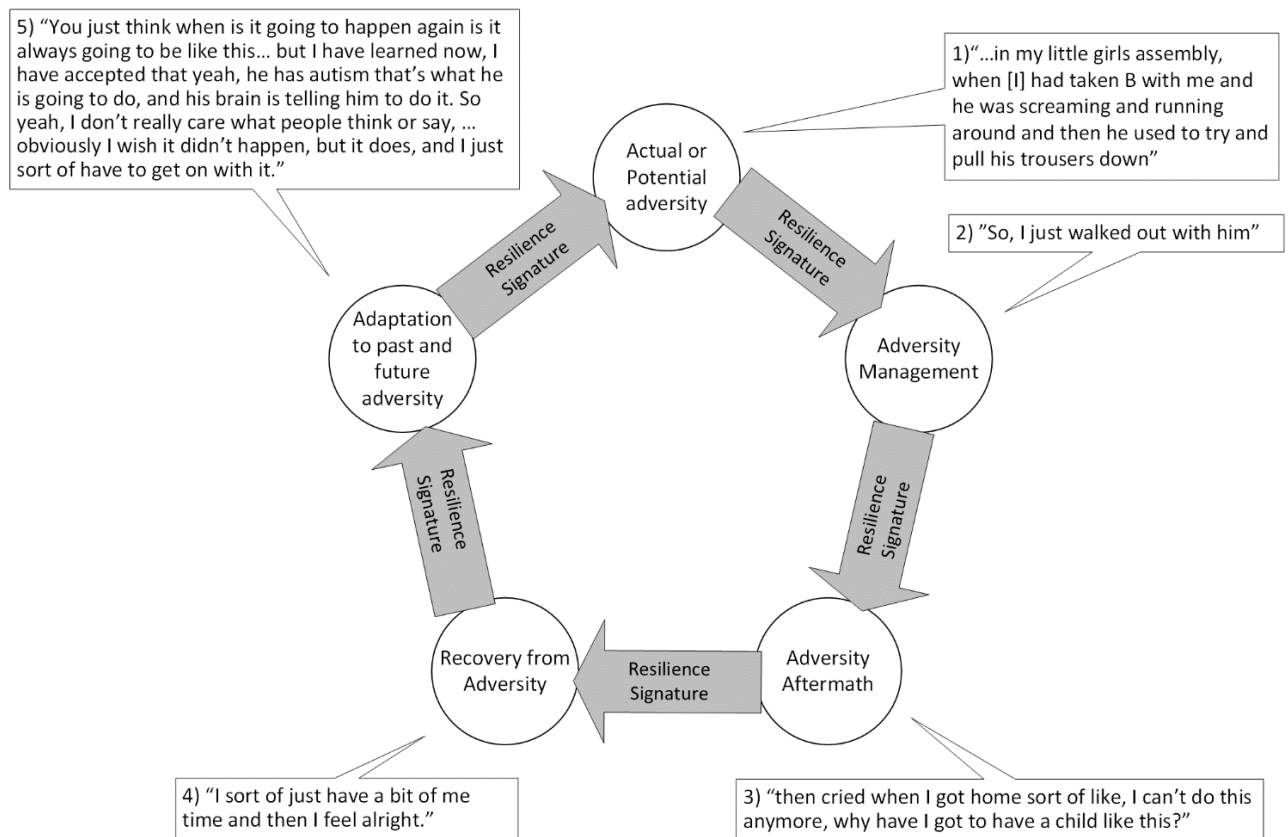 5) “You just think when is it going to happen again is it
always going to be like this... but I have learned now, I
have accepted that yeah, he has autism that’s what he
is going to do, and his brain is telling him to do it. So
yeah, I don’t really care what people think or say, ...
obviously I wish it didn’t happen, but it does, and I just
sort of have to get on with it.”
1)“...in my little girls assembly,
when [I] had taken B with me and
he was screaming and running
around and then he used to try and
pull his trousers down”
Actual or
Potential
adversity
Resilience
Signature
2) ”So, I just walked out with him”
Adversity
Management
Resilience
Signature
Adversity
Aftermath
3) “then cried when I got home sort of like, I can’t do this
anymore, why have I got to have a child like this?”
Resilience
Signature
Recovery from
Adversity
4) “I sort of just have a bit of me
time and then I feel alright.”
Resilience
Signature
Adaptation
to past and
future
adversity
Resilience
Signature